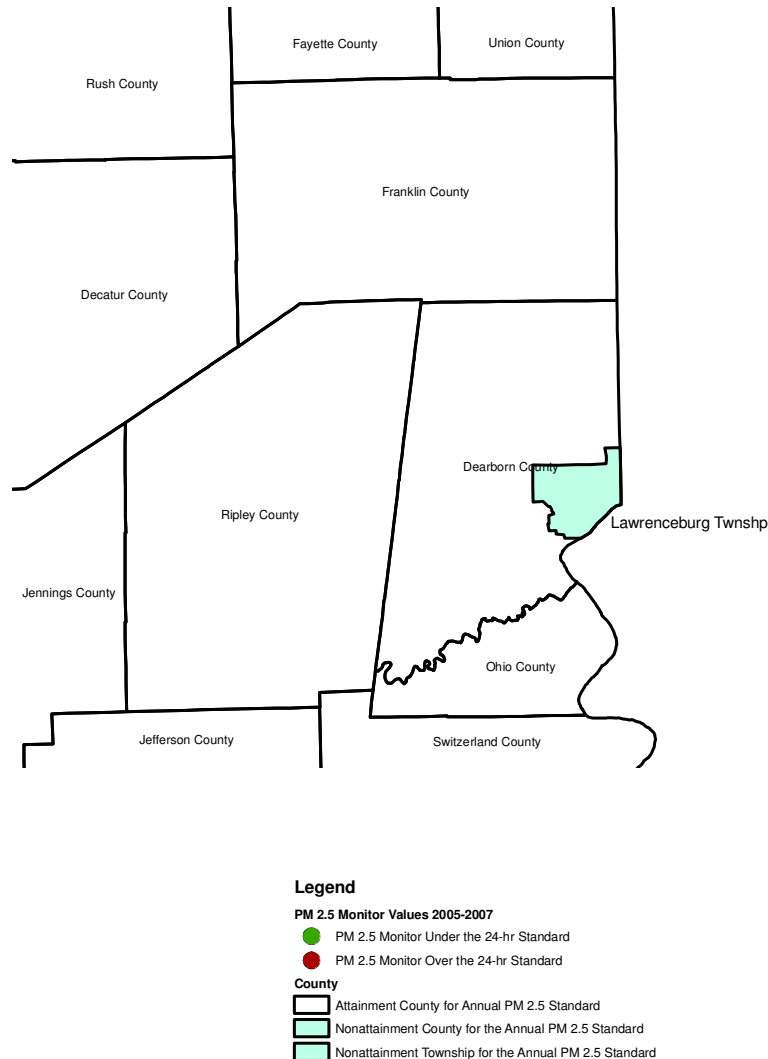 Fayette County
Union County
Rush County
Franklin County
Decatur County
Dearborn County
Ripley County
Lawrenceburg Twnshp
Jennings County
Ohio County
Jefferson County
Switzerland County
Legend
PM 2.5 Monitor Values 2005-2007
PM 2.5 Monitor Under the 24-hr Standard
PM 2.5 Monitor Over the 24-hr Standard
County
Attainment County for Annual PM 2.5 Standard
Nonattainment County for the Annual PM 2.5 Standard
Nonattainment Township for the Annual PM 2.5 Standard